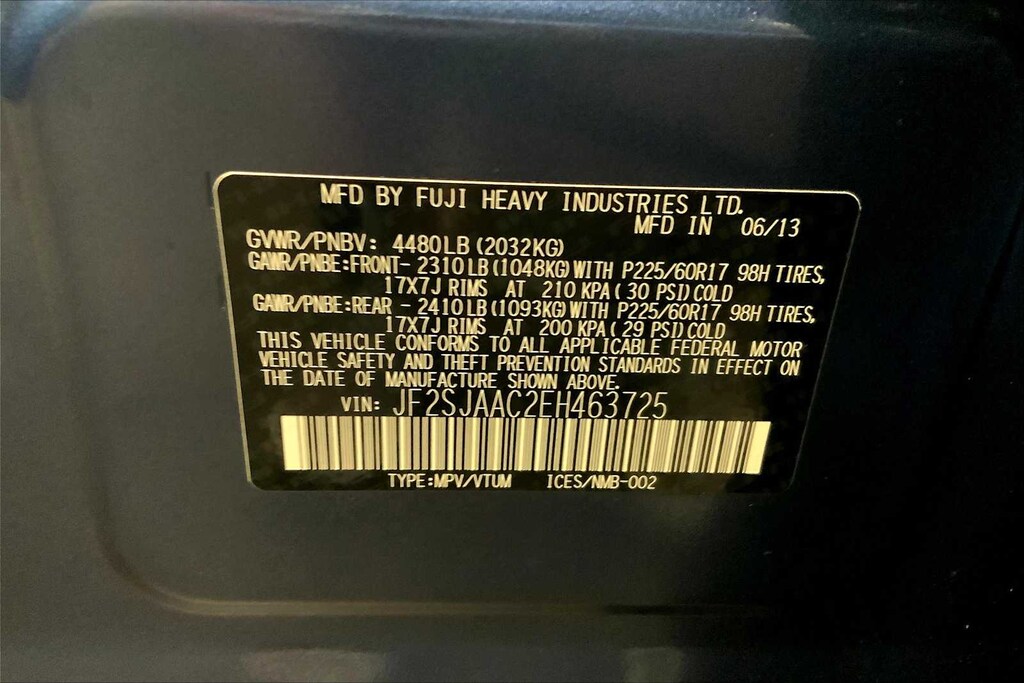 MFD BY FUJI HEAVY INDUSTRIES LTD.
MFD IN 06/13
GVWR/PNBV: 4480LB (2032KG)
GAWR/PNBE:FRONT- 2310LB (1048KG) WITH P225/60R17 98H TIRES,
17X7J RIMS AT 210 KPA ( 30 PSI) COLD
GAWR/PNBE:REAR - 2410LB (1093KG) WITH P225/60R17 98H TIRES,
17X7J RIMS AT 200 KPA ( 29 PSI) COLD
THIS VEHICLE CONFORMS TO ALL APPLICABLE FEDERAL MOTOR
VEHICLE SAFETY AND THEFT PREVENTION STANDARDS IN EFFECT ON
THE DATE OF MANUFACTURE SHOWN ABOVE.
VIN: JF2SJAAC2EH463725
TYPE:MPV/VTUM ICES/NMB-002